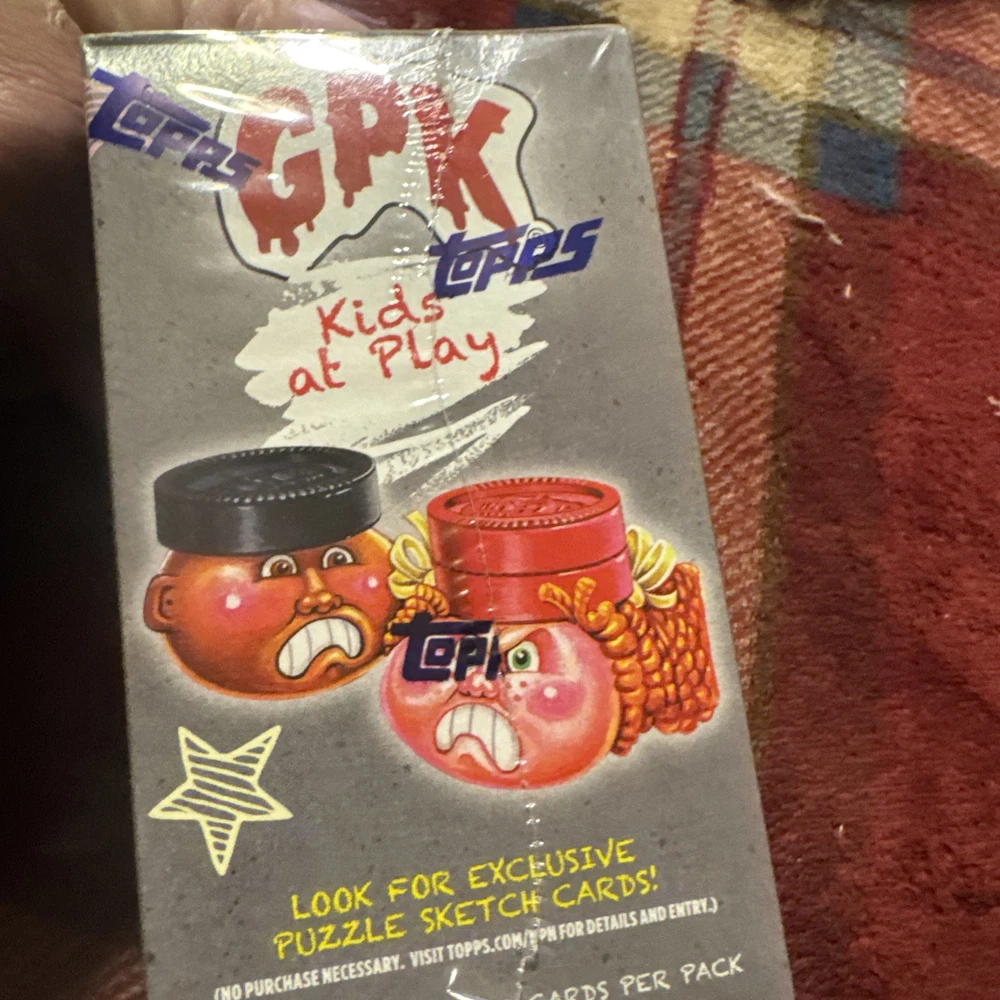 topps
GPK
topps
Kids
at Play
LOOK FOR EXCLUSIVE
PUZZLE SKETCH CARDS!
(NO PURCHASE NECESSARY. VISIT TOPPS.COM/NPN FOR DETAILS AND ENTRY.)
CARDS PER PACK